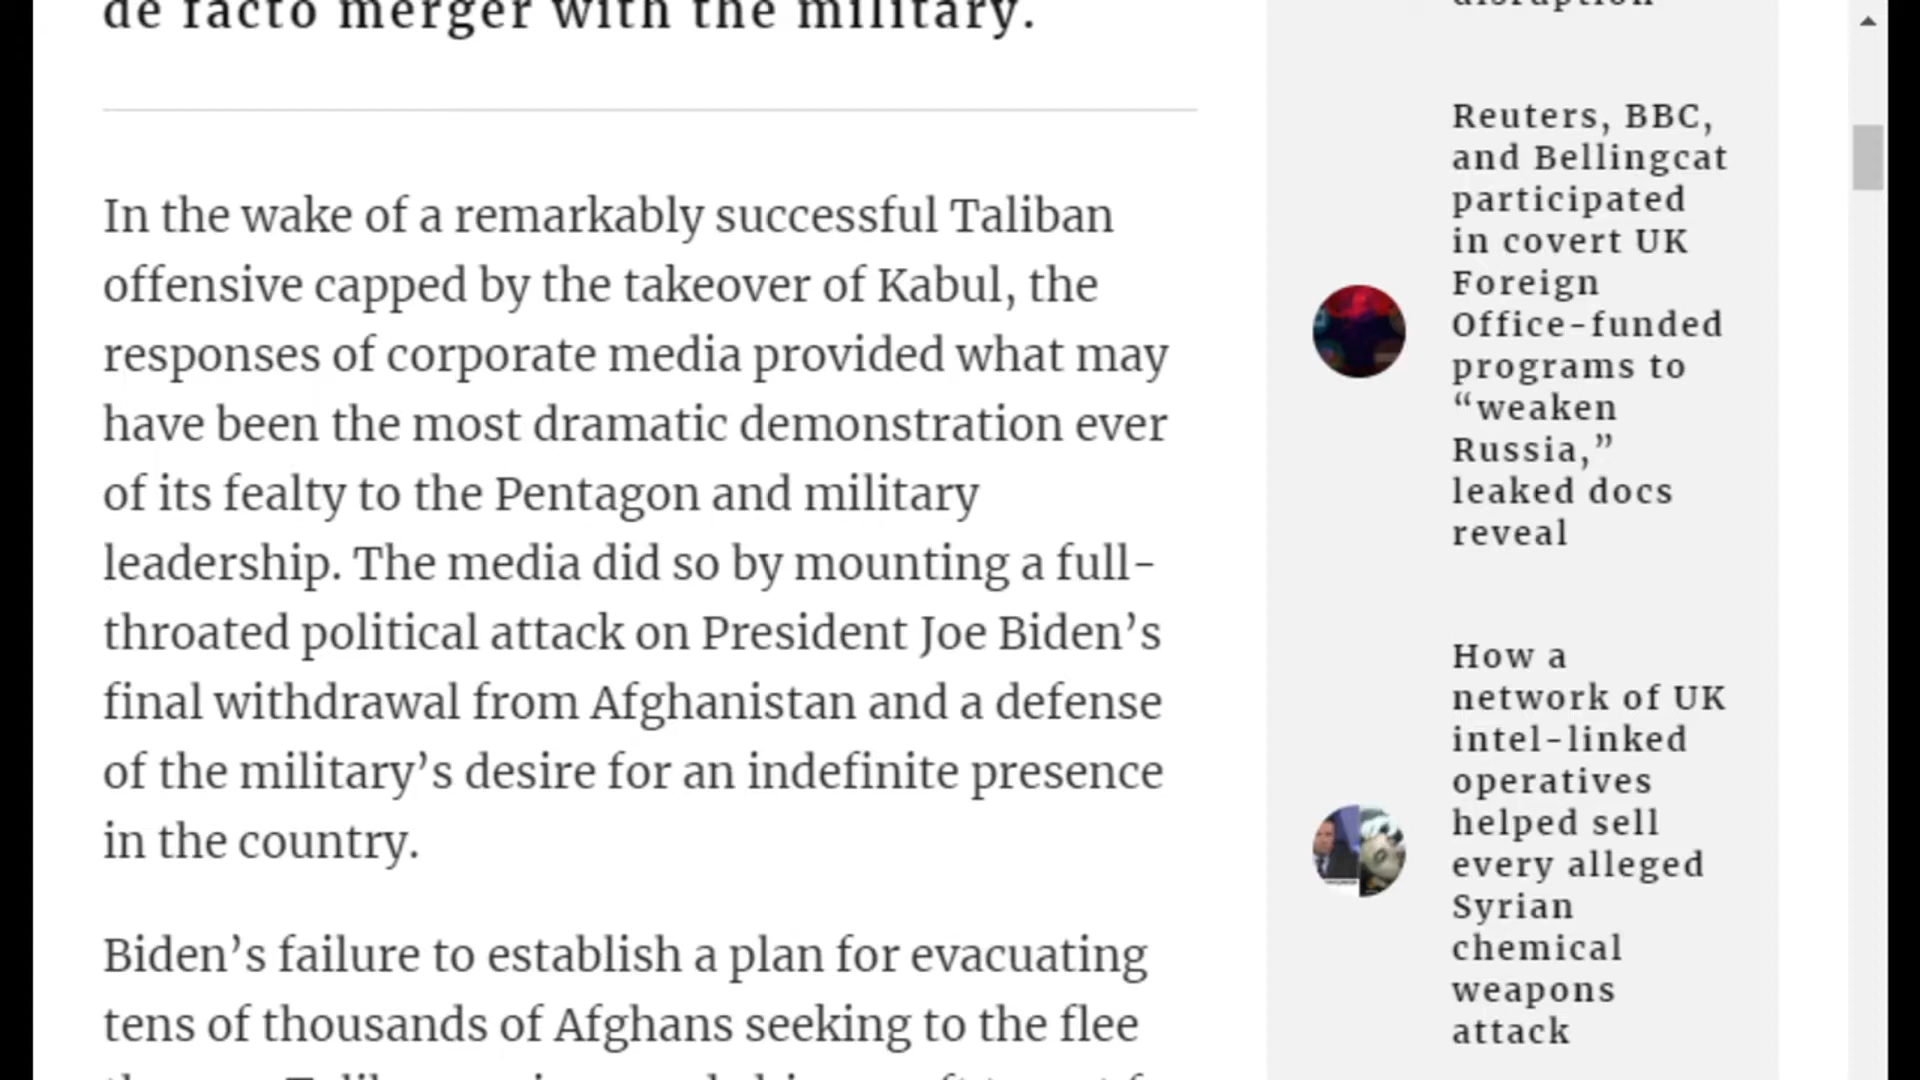 de facto merger with the military.
In the wake of a remarkably successful Taliban
offensive capped by the takeover of Kabul, the
responses of corporate media provided what may
have been the most dramatic demonstration ever
of its fealty to the Pentagon and military
leadership. The media did so by mounting a full-
throated political attack on President Joe Biden’s
final withdrawal from Afghanistan and a defense
of the military’s desire for an indefinite presence
in the country.
Biden’s failure to establish a plan for evacuating
tens of thousands of Afghans seeking to the flee
disruption
Reuters, BBC,
and Bellingcat
participated
in covert UK
Foreign
Office-funded
programs to
“weaken
Russia,”
leaked docs
reveal
How a
network of UK
intel-linked
operatives
helped sell
every alleged
Syrian
chemical
weapons
attack